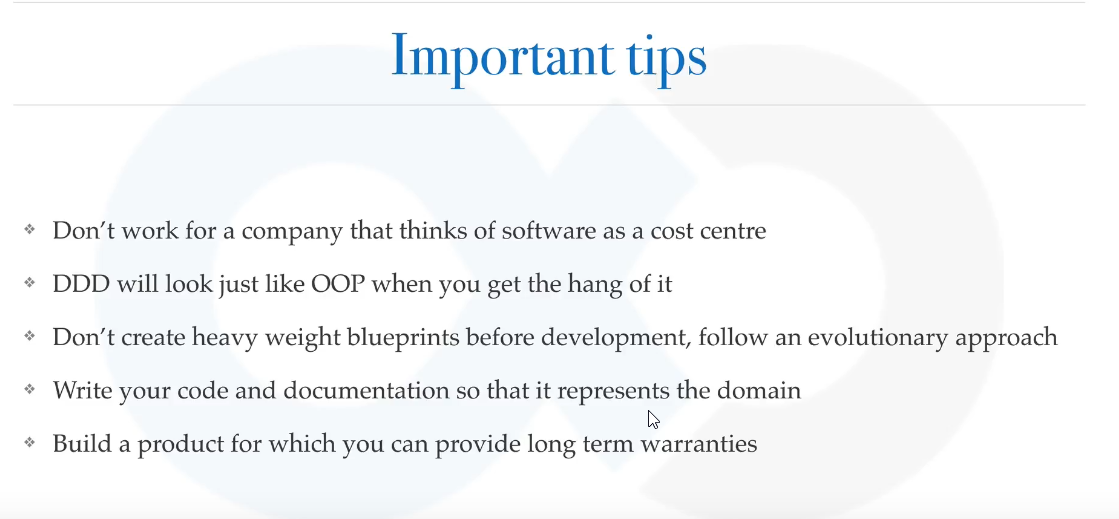 Important tips
Don’t work for a company that thinks of software as a cost centre
DDD will look just like OOP when you get the hang of it
Don’t create heavy weight blueprints before development, follow an evolutionary approach
Write your code and documentation so that it represents the domain
Build a product for which you can provide long term warranties